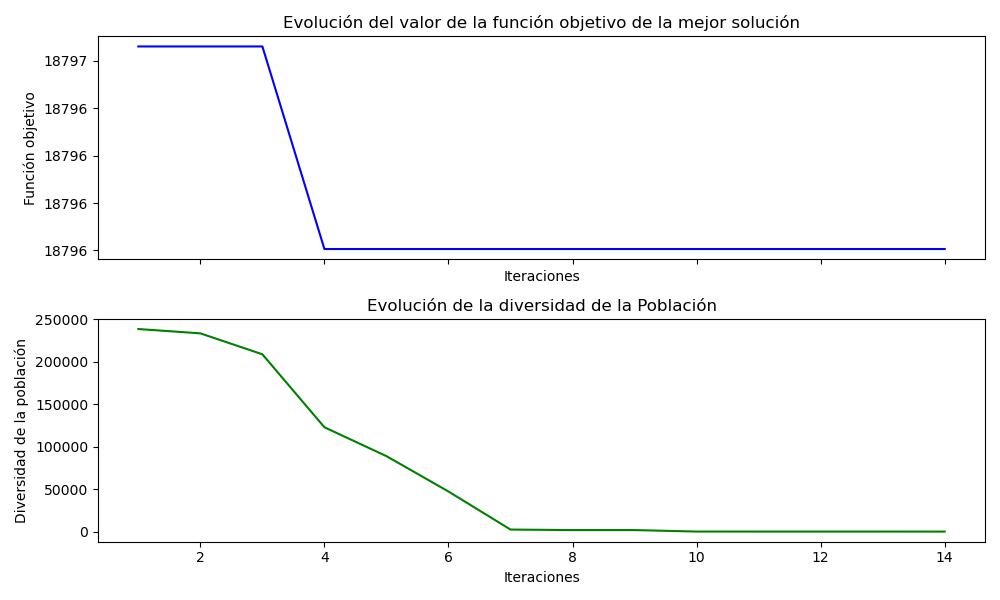 Evolución del valor de la función objetivo de la mejor solución
18797
18796
18796
18796
18796
Función objetivo
Iteraciones
Evolución de la diversidad de la Población
250000
200000
150000
100000
50000
0
Diversidad de la población
2 4 6 8 10 12 14
Iteraciones